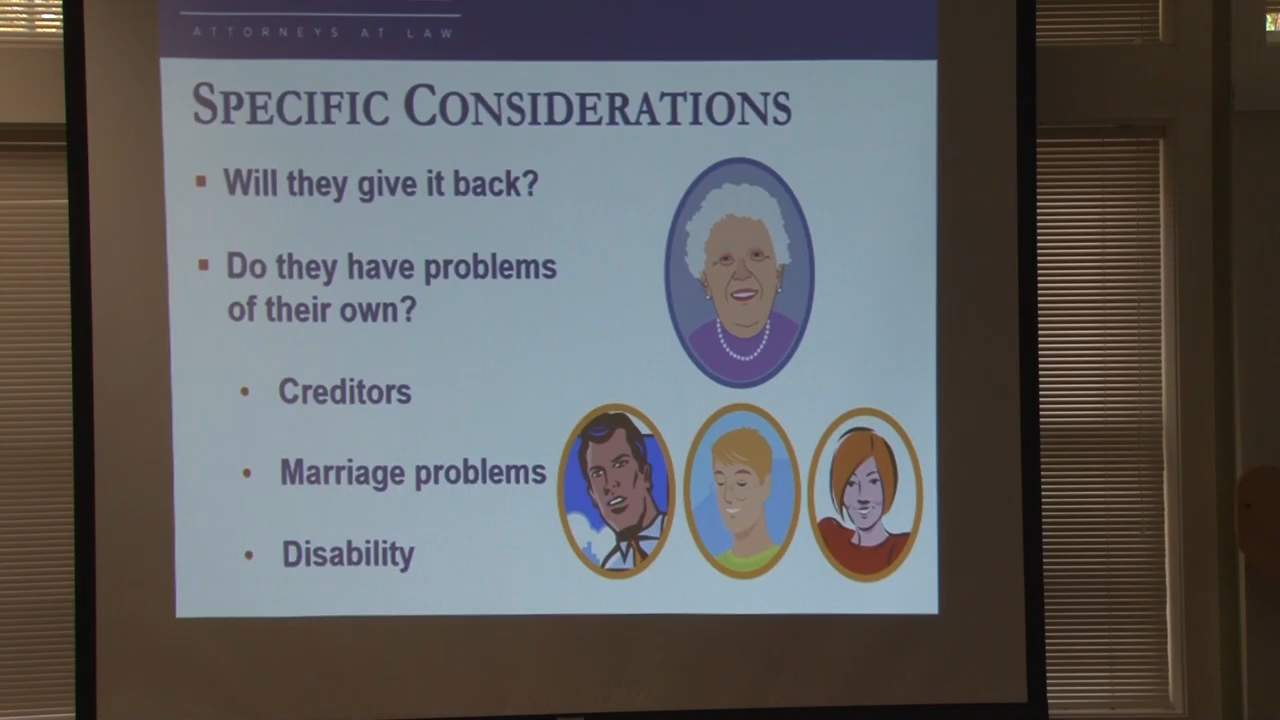 ATTORNEYS AT LAW
SPECIFIC CONSIDERATIONS
▪ Will they give it back?
▪ Do they have problems
of their own?
• Creditors
• Marriage problems
• Disability